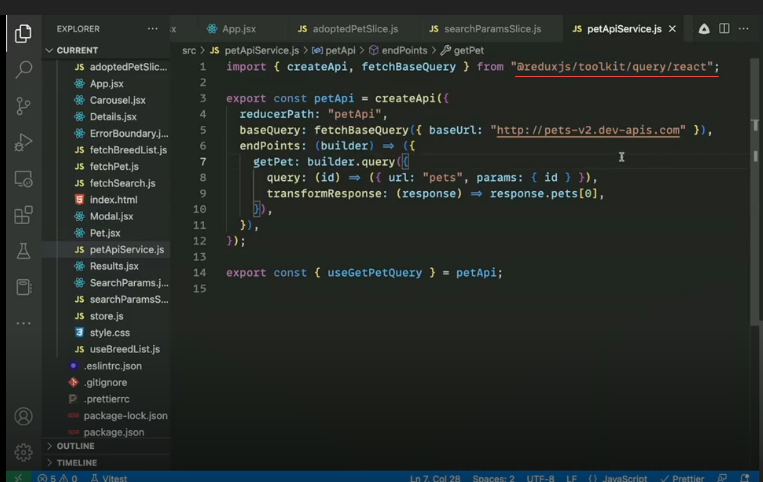 EXPLORER ··· App.jsx JS adoptedPetSlice.js JS searchParamsSlice.js JS petApiService.js × ···
CURRENT src > JS petApiService.js > petApi > endPoints > getPet
JS adoptedPetSlic...
App.jsx
Carousel.jsx
Details.jsx
ErrorBoundary.j...
JS fetchBreedList.js
JS fetchPet.js
JS fetchSearch.js
index.html
Modal.jsx
Pet.jsx
JS petApiService.js
Results.jsx
SearchParams.j...
JS searchParamsS...
JS store.js
style.css
JS useBreedList.js
.eslintrc.json
.gitignore
.prettierrc
package-lock.json
package.json
OUTLINE
TIMELINE
1 import { createApi, fetchBaseQuery } from "@reduxjs/toolkit/query/react";
2
3 export const petApi = createApi({
4 reducerPath: "petApi",
5 baseQuery: fetchBaseQuery({ baseUrl: "http://pets-v2.dev-apis.com" }),
6 endPoints: (builder) => ({
7 getPet: builder.query({
8 query: (id) => ({ url: "pets", params: { id } }),
9 transformResponse: (response) => response.pets[0],
10 }),
11 }),
12 });
13
14 export const { useGetPetQuery } = petApi;
15
5 0 Vitest Ln 7, Col 28 Spaces: 2 UTF-8 LF {} JavaScript ✓ Prettier